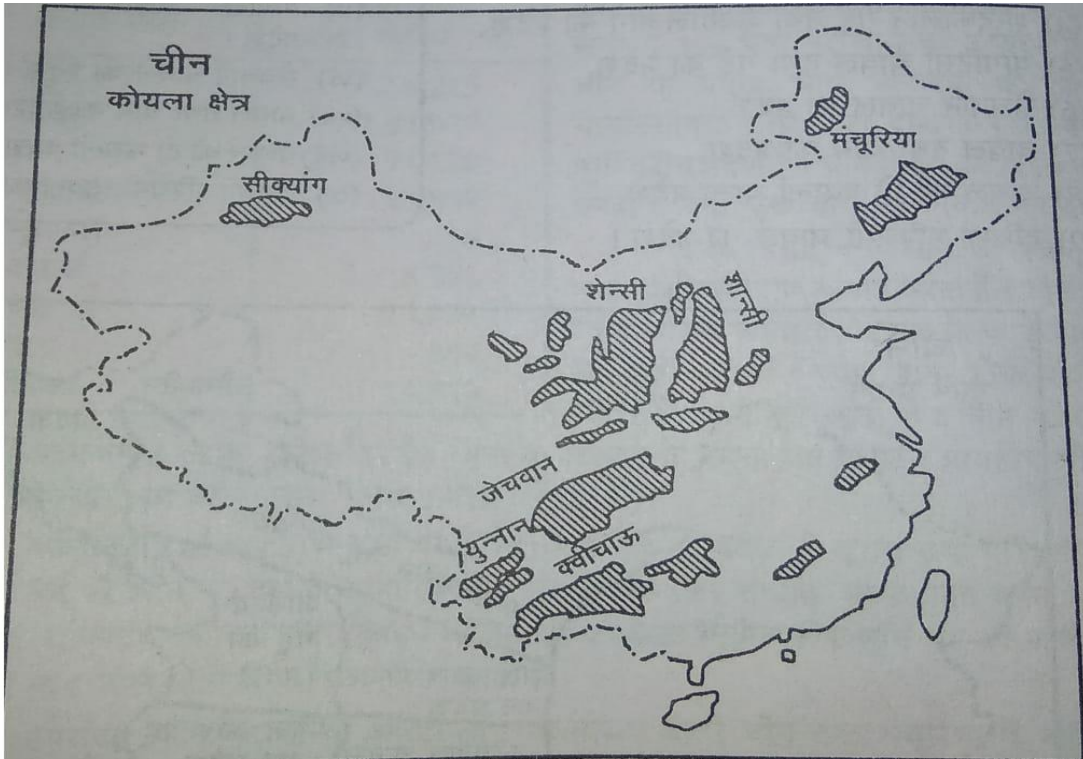 चीन
कोयला क्षेत्र
मंचूरिया
सीक्यांग
शेन्सी
शान्सी
जेचवान
युन्नान
क्वीचाऊ